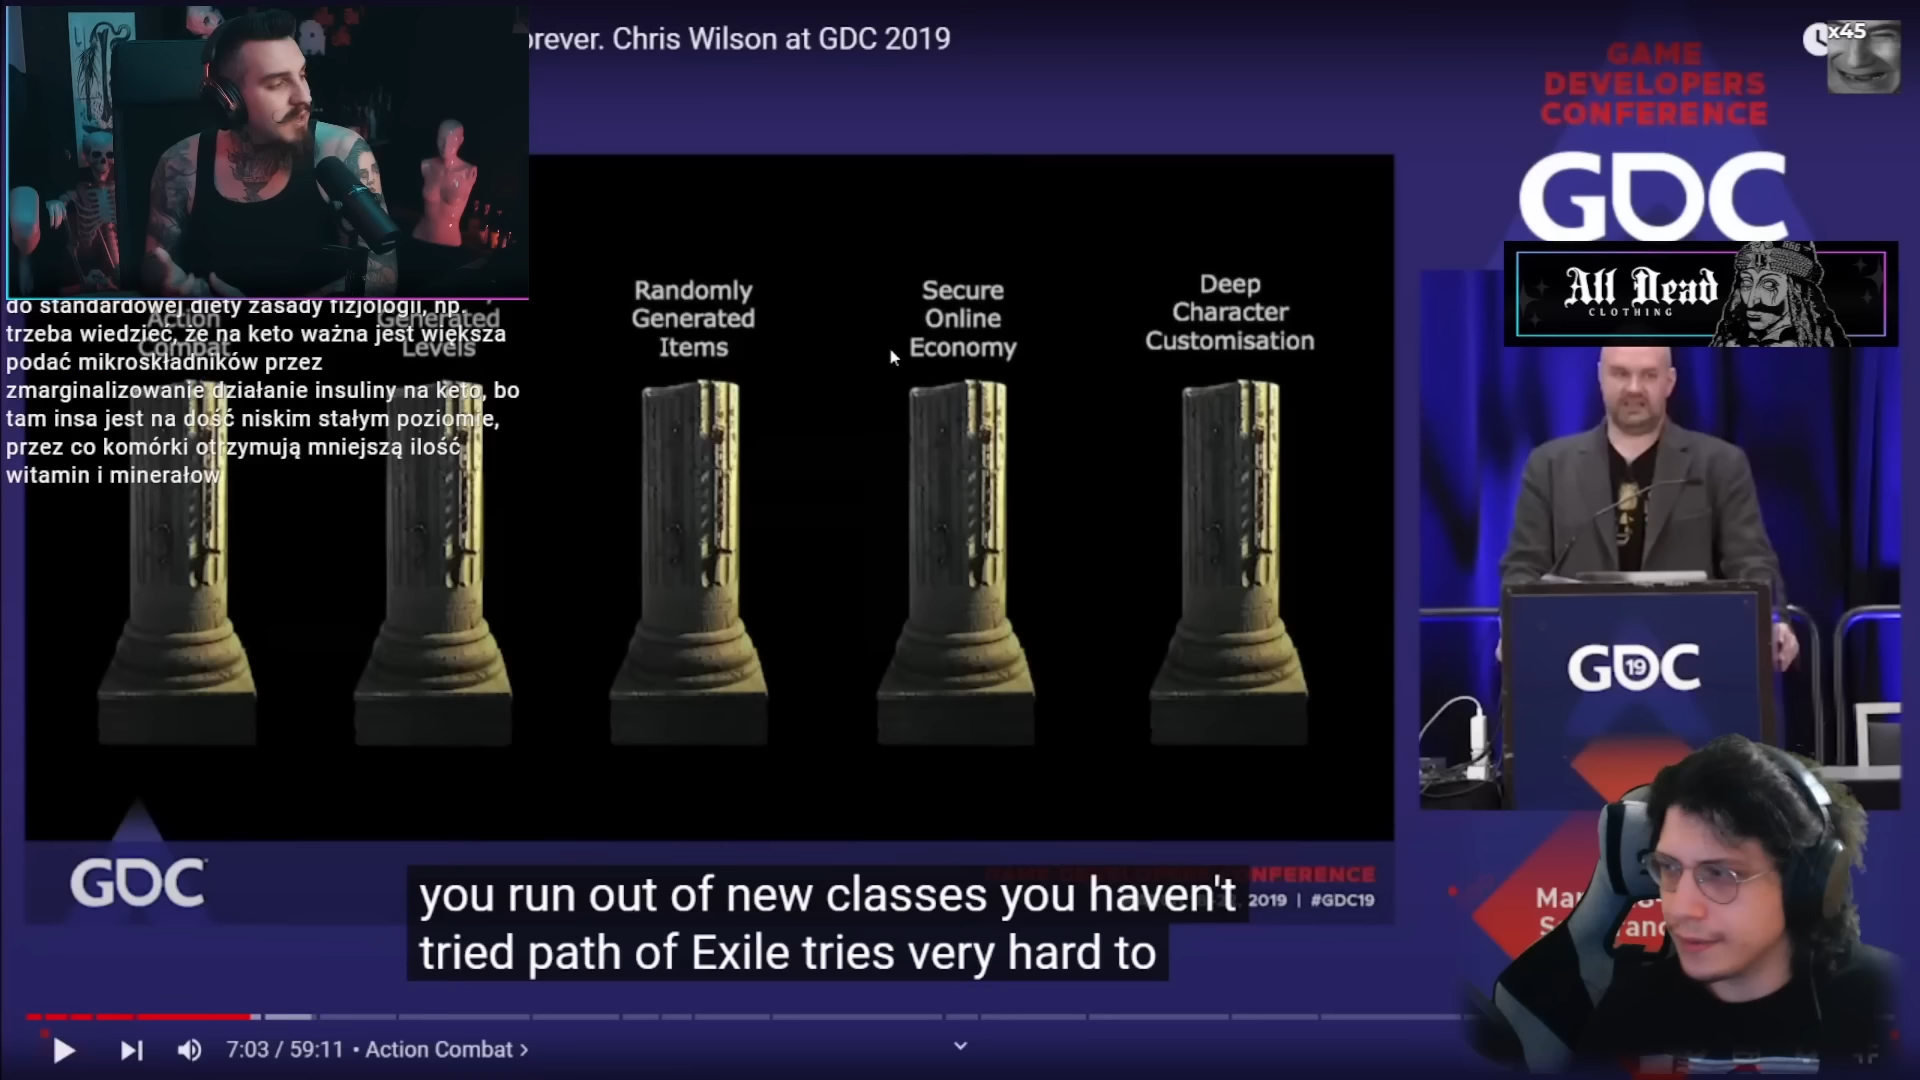 orever. Chris Wilson at GDC 2019
x45
GAME
DEVELOPERS
CONFERENCE
GDC
All Dead
CLOTHING
do standardowej diety zasady fizjologii, np.
trzeba wiedzieć, że na keto ważna jest większa
podać mikroskładników przez
zmarginalizowanie działanie insuliny na keto, bo
tam insa jest na dość niskim stałym poziomie,
przez co komórki otrzymują mniejszą ilość
witamin i minerałow
Action
Combat
Generated
Levels
Randomly
Generated
Items
Secure
Online
Economy
Deep
Character
Customisation
GDC
19
GDC
NFERENCE
2019 | #GDC19
you run out of new classes you haven't
tried path of Exile tries very hard to
7:03 / 59:11 • Action Combat >